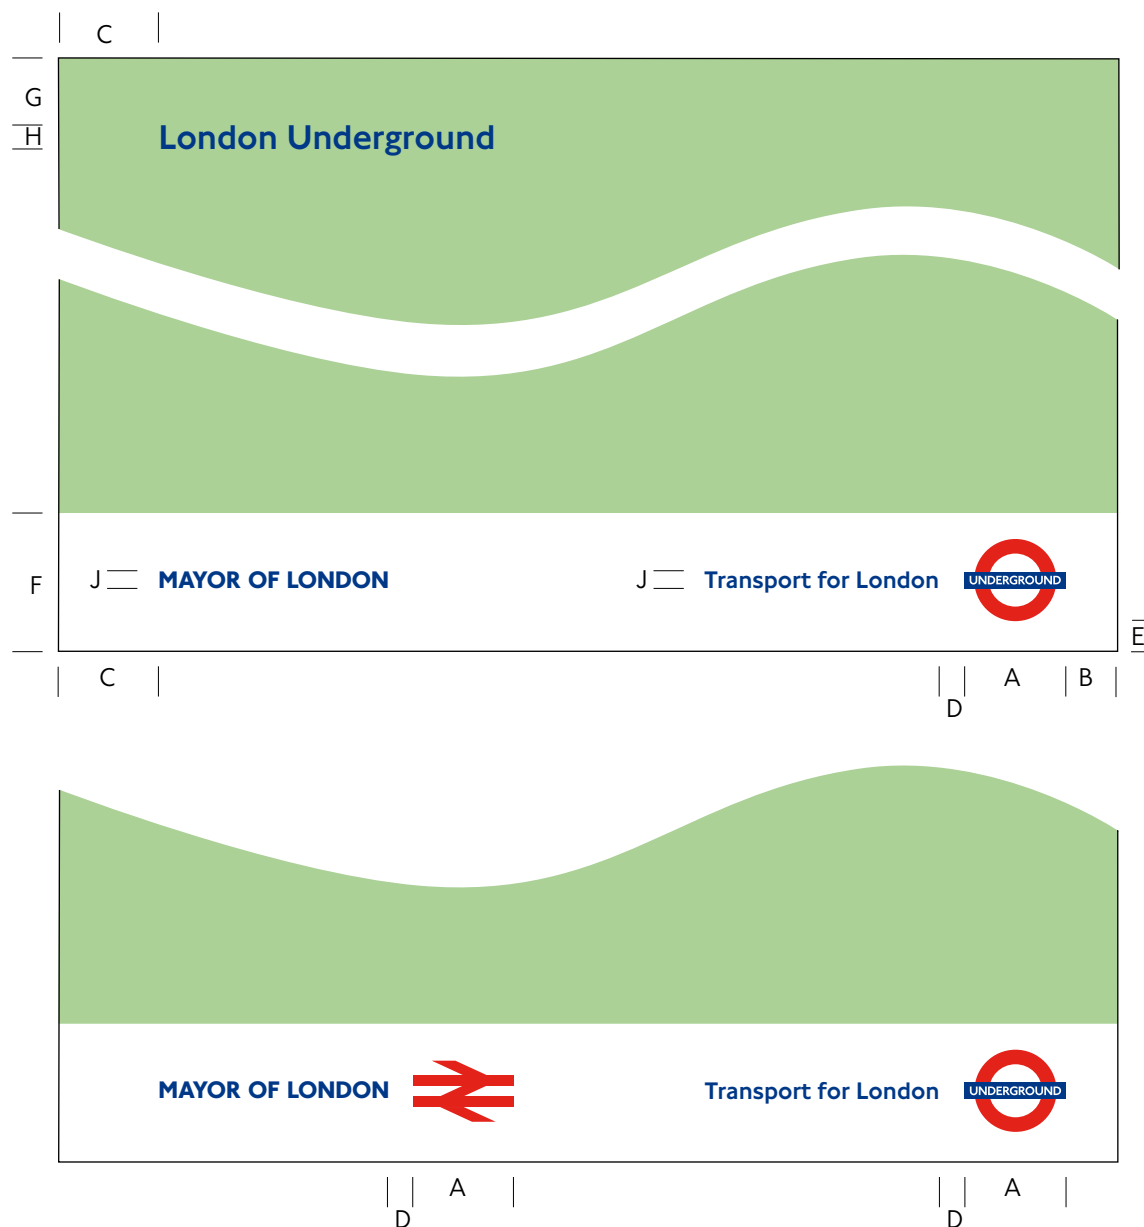 C
G
H
London Underground
F
J MAYOR OF LONDON J Transport for London UNDERGROUND
E
C A B
D
MAYOR OF LONDON Transport for London UNDERGROUND
A A
D D